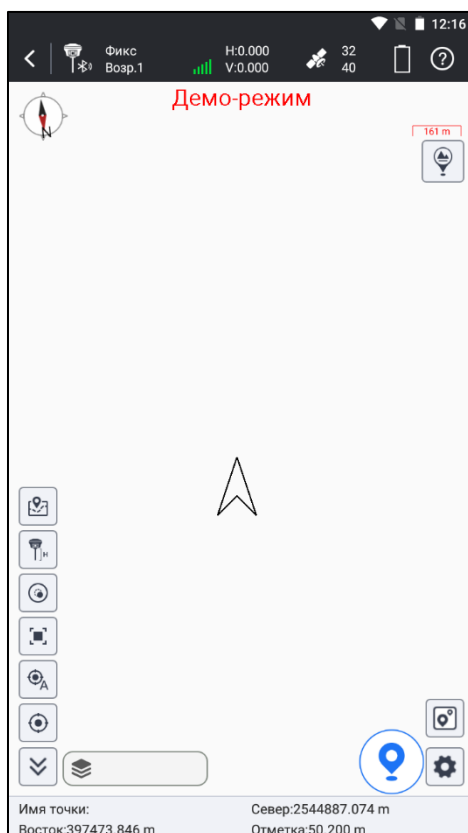 12:16
Фикс H:0.000 32
Возр.1 V:0.000 40
Демо-режим
N
161 m
H
A
Имя точки: Север:2544887.074 m
Восток:397473.846 m Отметка:50.200 m